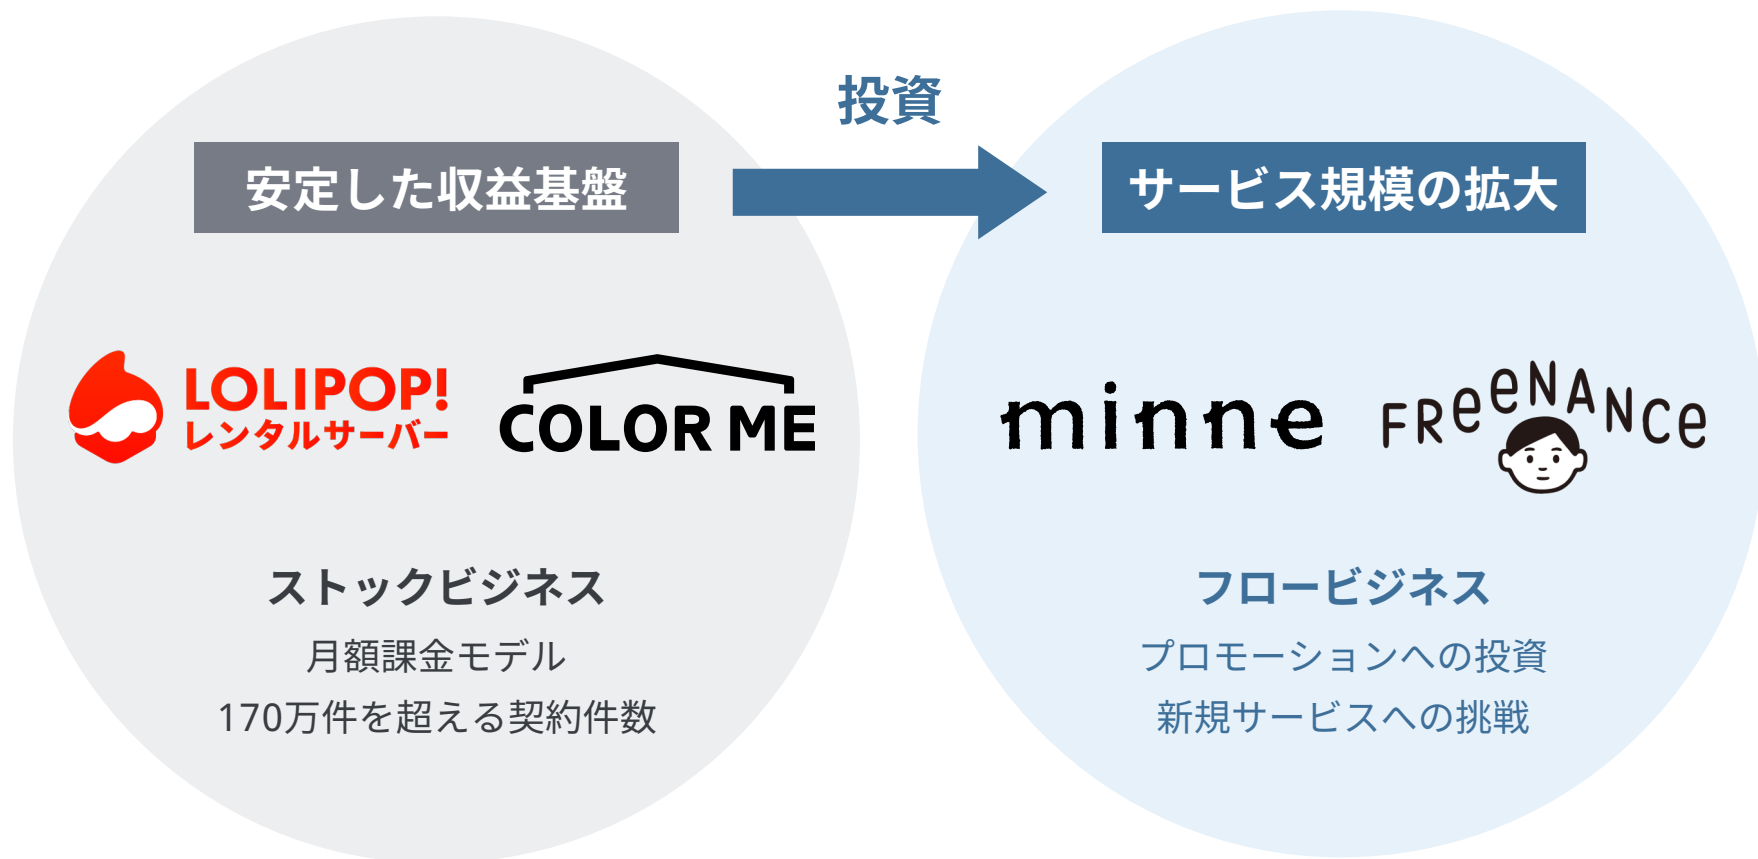 投資
安定した収益基盤
サービス規模の拡大
LOLIPOP!
レンタルサーバー
COLOR ME
minne
FReeNANce
ストックビジネス
月額課金モデル
170万件を超える契約件数
フロービジネス
プロモーションへの投資
新規サービスへの挑戦